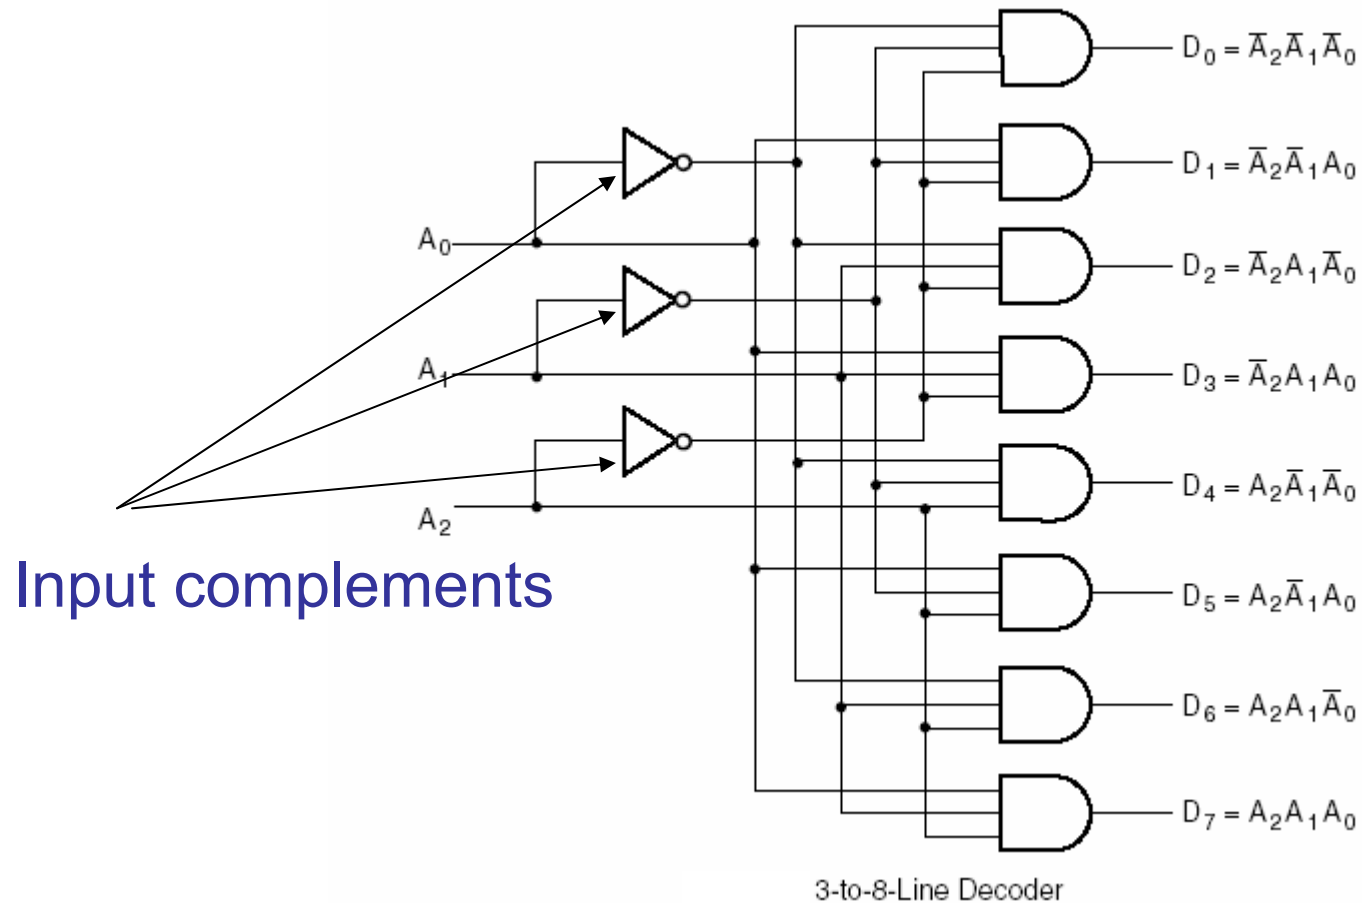 D₀ = A̅₂A̅₁A̅₀
D₁ = A̅₂A̅₁A₀
A₀
D₂ = A̅₂A₁A̅₀
A₁
D₃ = A̅₂A₁A₀
D₄ = A₂A̅₁A̅₀
A₂
Input complements
D₅ = A₂A̅₁A₀
D₆ = A₂A₁A̅₀
D₇ = A₂A₁A₀
3-to-8-Line Decoder